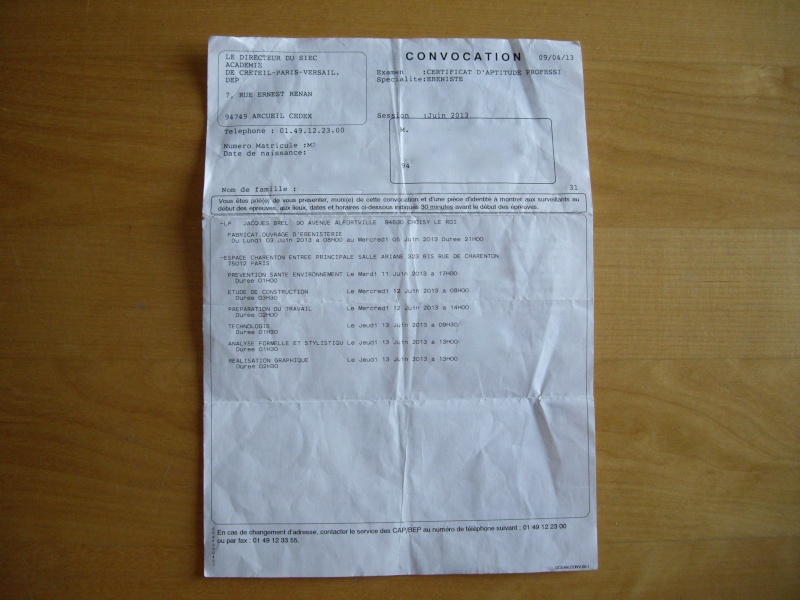 LE DIRECTEUR DU SIEC
ACADEMIE
DE CRETEIL-PARIS-VERSAIL.
DEP
7, RUE ERNEST RENAN
94749 ARCUEIL CEDEX
Telephone : 01.49.12.23.00
Numero Matricule :M°
Date de naissance:
Nom de famille :
CONVOCATION 09/04/13
Examen :CERTIFICAT D'APTITUDE PROFESSI
Spécialité:EBENISTE
Session :Juin 2013
M.
94
31
Vous êtes prié(e) de vous présenter, muni(e) de cette convocation et d'une pièce d'identité à montrer aux surveillants au
début des épreuves, aux lieux, dates et horaires ci-dessous indiqués 30 minutes avant le début des épreuves.
-LP JACQUES BREL 90 AVENUE ALFORTVILLE 94600 CHOISY LE ROI
FABRICAT.OUVRAGE D'EBENISTERIE
Du Lundi 03 Juin 2013 a 08H00 au Mercredi 05 Juin 2013 Duree 21H00
-ESPACE CHARENTON ENTREE PRINCIPALE SALLE ARIANE 323 BIS RUE DE CHARENTON
75012 PARIS
PREVENTION SANTE ENVIRONNEMENT Le Mardi 11 Juin 2013 a 17H00
Duree 01H00
ETUDE DE CONSTRUCTION Le Mercredi 12 Juin 2013 a 08H00
Duree 03H30
PREPARATION DU TRAVAIL Le Mercredi 12 Juin 2013 a 14H00
Duree 02H00
TECHNOLOGIE Le Jeudi 13 Juin 2013 a 09H30
Duree 01H30
ANALYSE FORMELLE ET STYLISTIQU Le Jeudi 13 Juin 2013 a 13H00
Duree 01H30
REALISATION GRAPHIQUE Le Jeudi 13 Juin 2013 a 13H00
Duree 02H30
En cas de changement d'adresse, contacter le service des CAP/BEP au numéro de téléphone suivant : 01 49 12 23 00
ou par fax : 01 49 12 33 55.